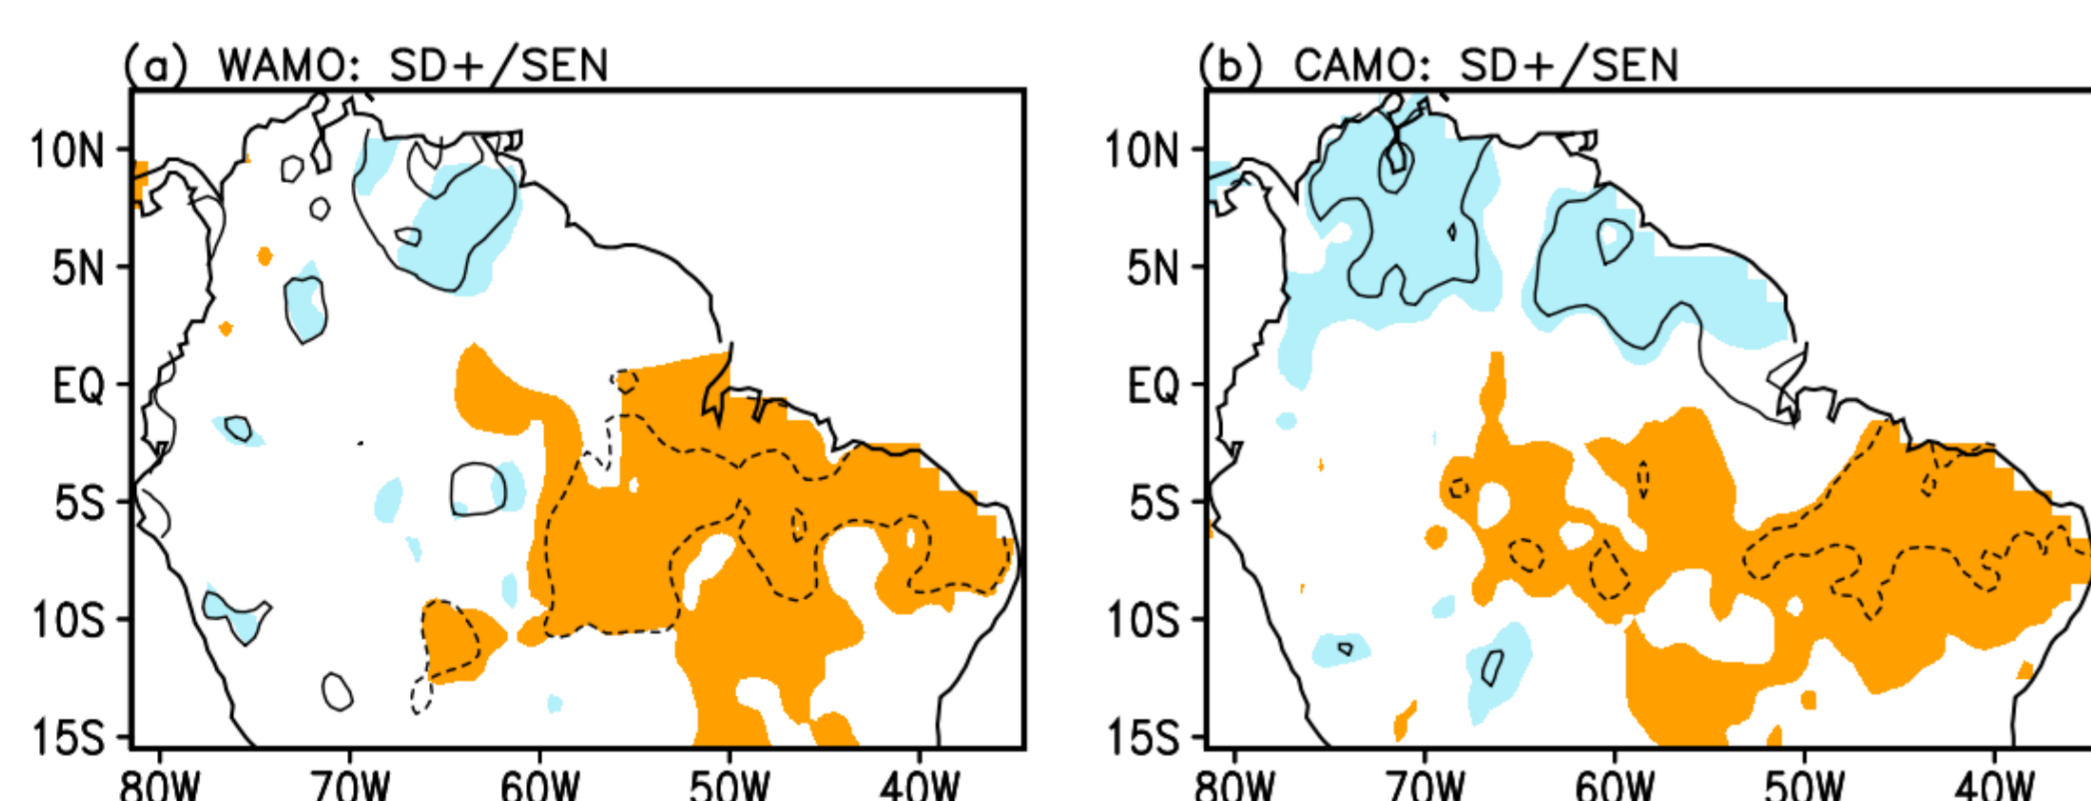 (a) WAMO: SD+/SEN
10N
5N
EQ
5S
10S
15S
80W 70W 60W 50W 40W
(b) CAMO: SD+/SEN
10N
5N
EQ
5S
10S
15S
80W 70W 60W 50W 40W